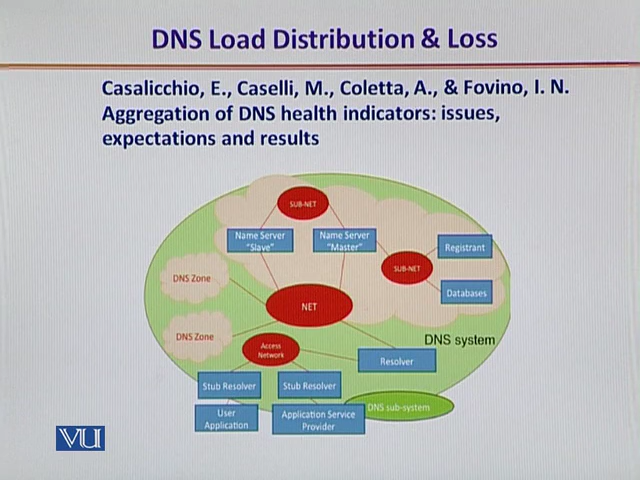 DNS Load Distribution & Loss
Casalicchio, E., Caselli, M., Coletta, A., & Fovino, I. N.
Aggregation of DNS health indicators: issues,
expectations and results
SUB-NET
Name Server
"Slave"
Name Server
"Master"
Registrant
SUB-NET
DNS Zone
Databases
NET
DNS Zone
DNS system
Access
Network
Resolver
Stub Resolver
Stub Resolver
DNS sub-system
User
Application
Application Service
Provider
VU